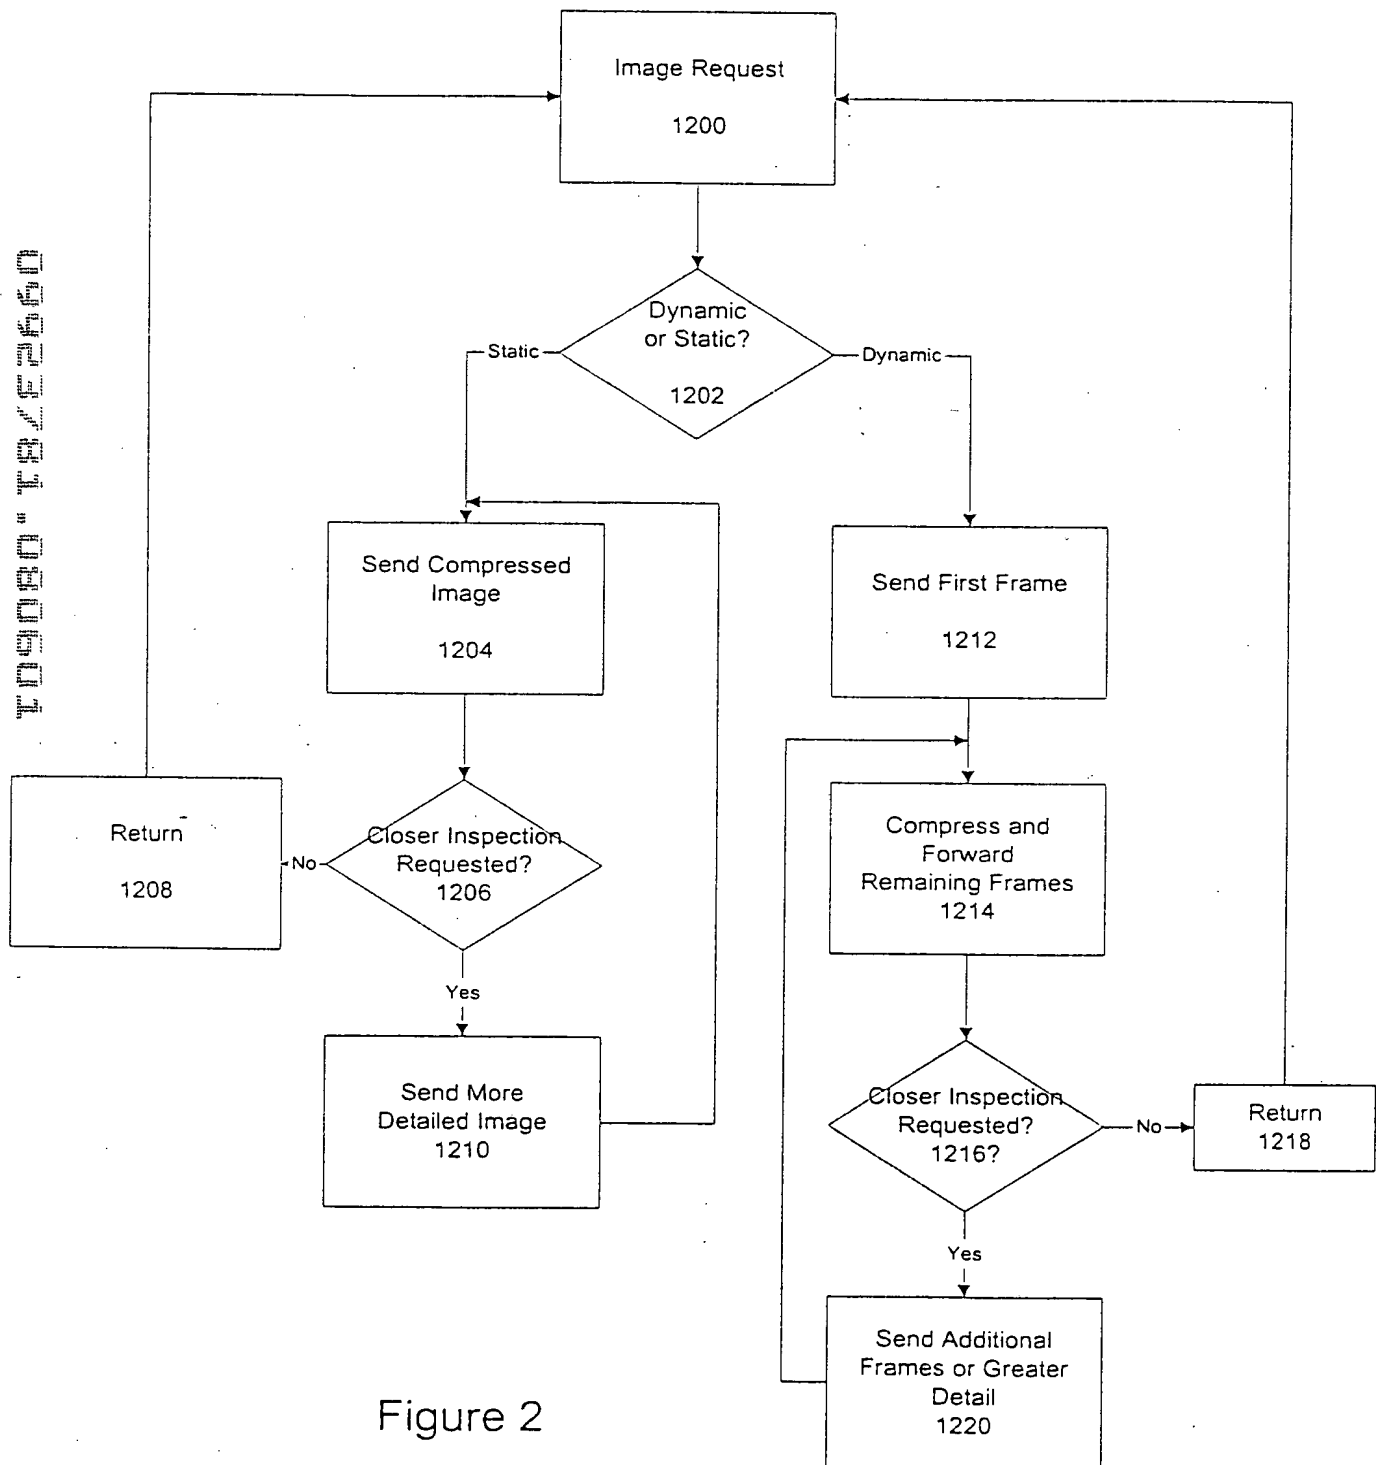 Image Request
1200
Dynamic
or Static?
1202
Static
Dynamic
Send Compressed
Image
1204
Send First Frame
1212
Return
1208
No
Closer Inspection
Requested?
1206
Yes
Send More
Detailed Image
1210
Compress and
Forward
Remaining Frames
1214
Closer Inspection
Requested?
1216?
No
Return
1218
Yes
Send Additional
Frames or Greater
Detail
1220
Figure 2